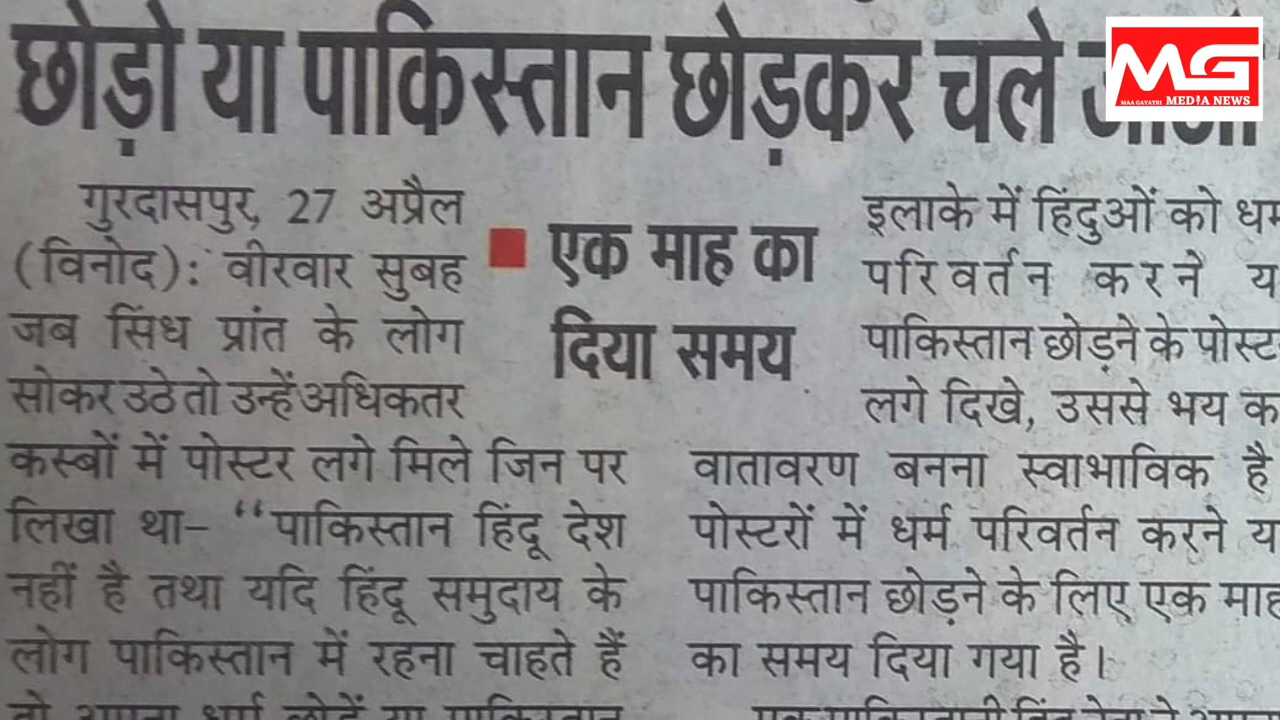 छोड़ो या पाकिस्तान छोड़कर चले
MG
MAA GAYATRI MEDIA NEWS
गुरदासपुर, 27 अप्रैल
(विनोद): वीरवार सुबह
जब सिंध प्रांत के लोग
सोकर उठे तो उन्हें अधिकतर
कस्बों में पोस्टर लगे मिले जिन पर
लिखा था– ‘‘पाकिस्तान हिंदू देश
नहीं है तथा यदि हिंदू समुदाय के
लोग पाकिस्तान में रहना चाहते हैं
एक माह का
दिया समय
इलाके में हिंदुओं को
परिवर्तन करने
पाकिस्तान छोड़ने के
लगे दिखे, उससे भय
वातावरण बनना स्वाभाविक है
पोस्टरों में धर्म परिवर्तन करने
पाकिस्तान छोड़ने के लिए एक
का समय दिया गया है।